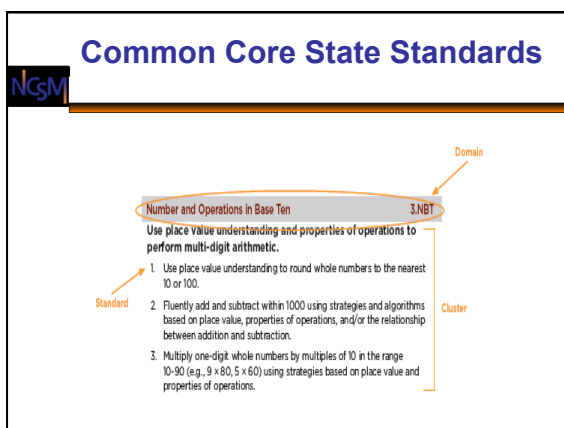 Common Core State Standards
NCSM
Domain
Number and Operations in Base Ten 3.NBT
Use place value understanding and properties of operations to
perform multi-digit arithmetic.
1. Use place value understanding to round whole numbers to the nearest
10 or 100.
Standard
2. Fluently add and subtract within 1000 using strategies and algorithms
based on place value, properties of operations, and/or the relationship
between addition and subtraction.
Cluster
3. Multiply one-digit whole numbers by multiples of 10 in the range
10-90 (e.g., 9 × 80, 5 × 60) using strategies based on place value and
properties of operations.